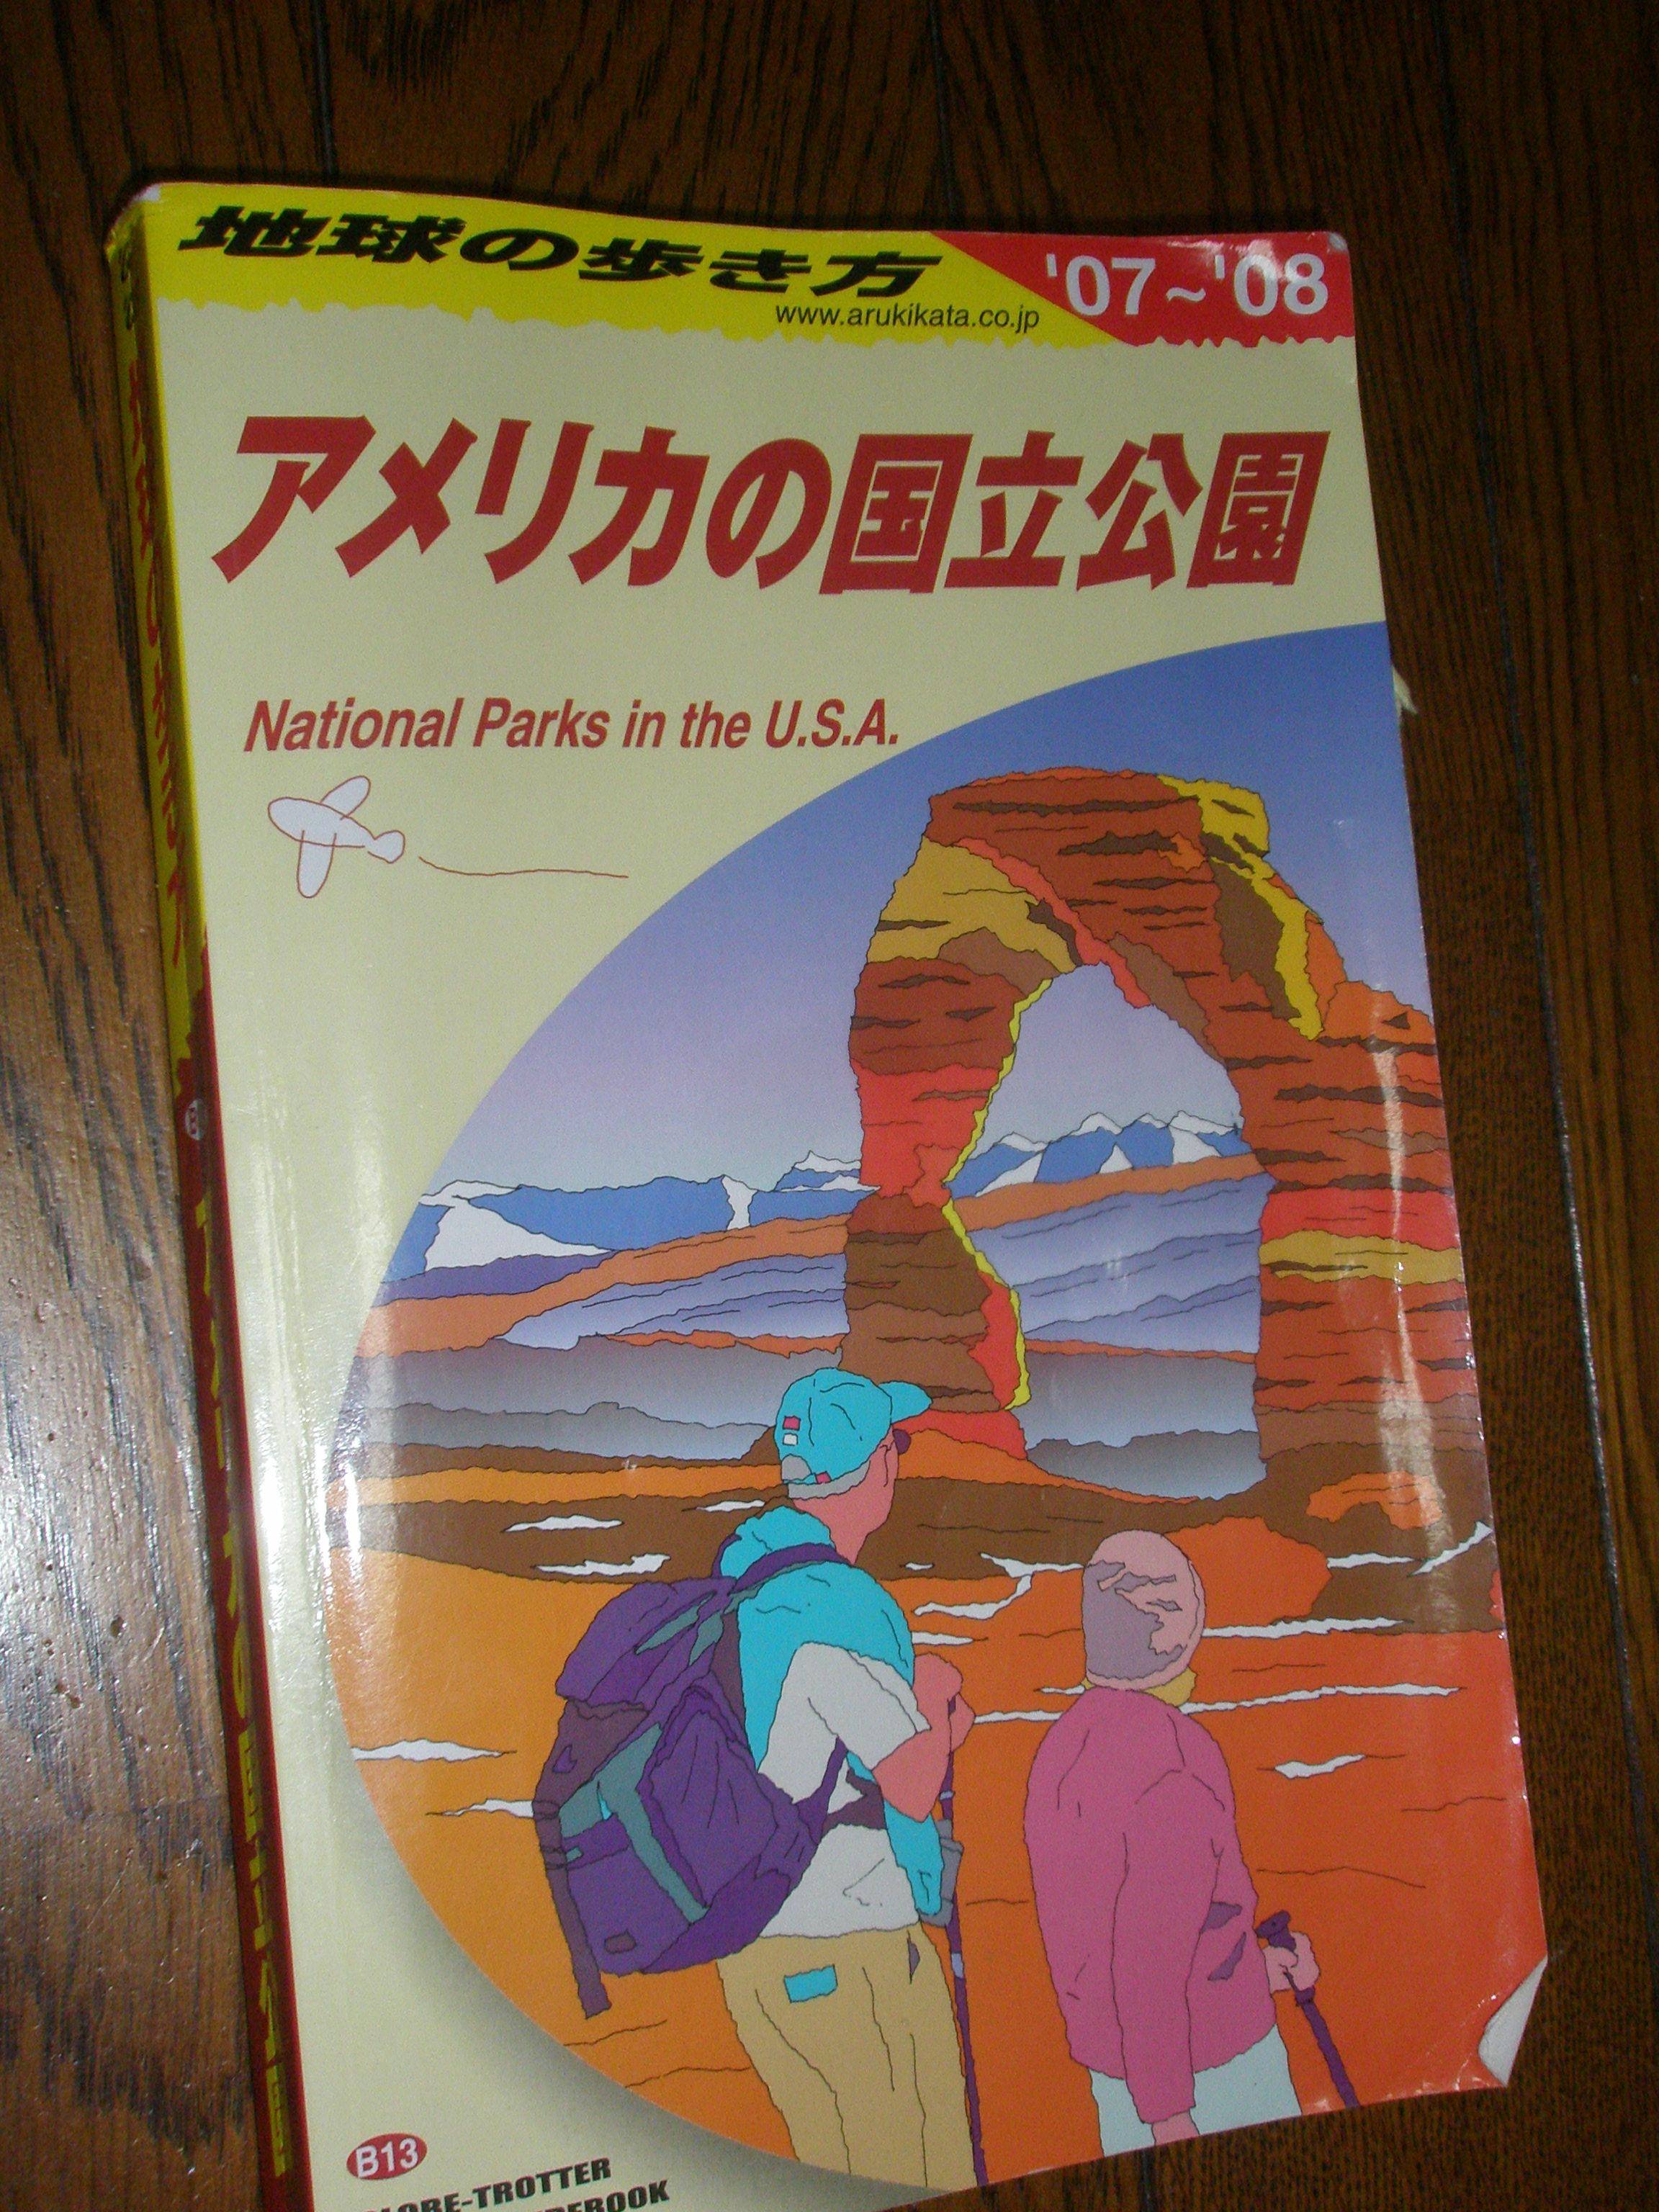 地球の歩き方
'07~'08
www.arukikata.co.jp
アメリカの国立公園
National Parks in the U.S.A.
B13